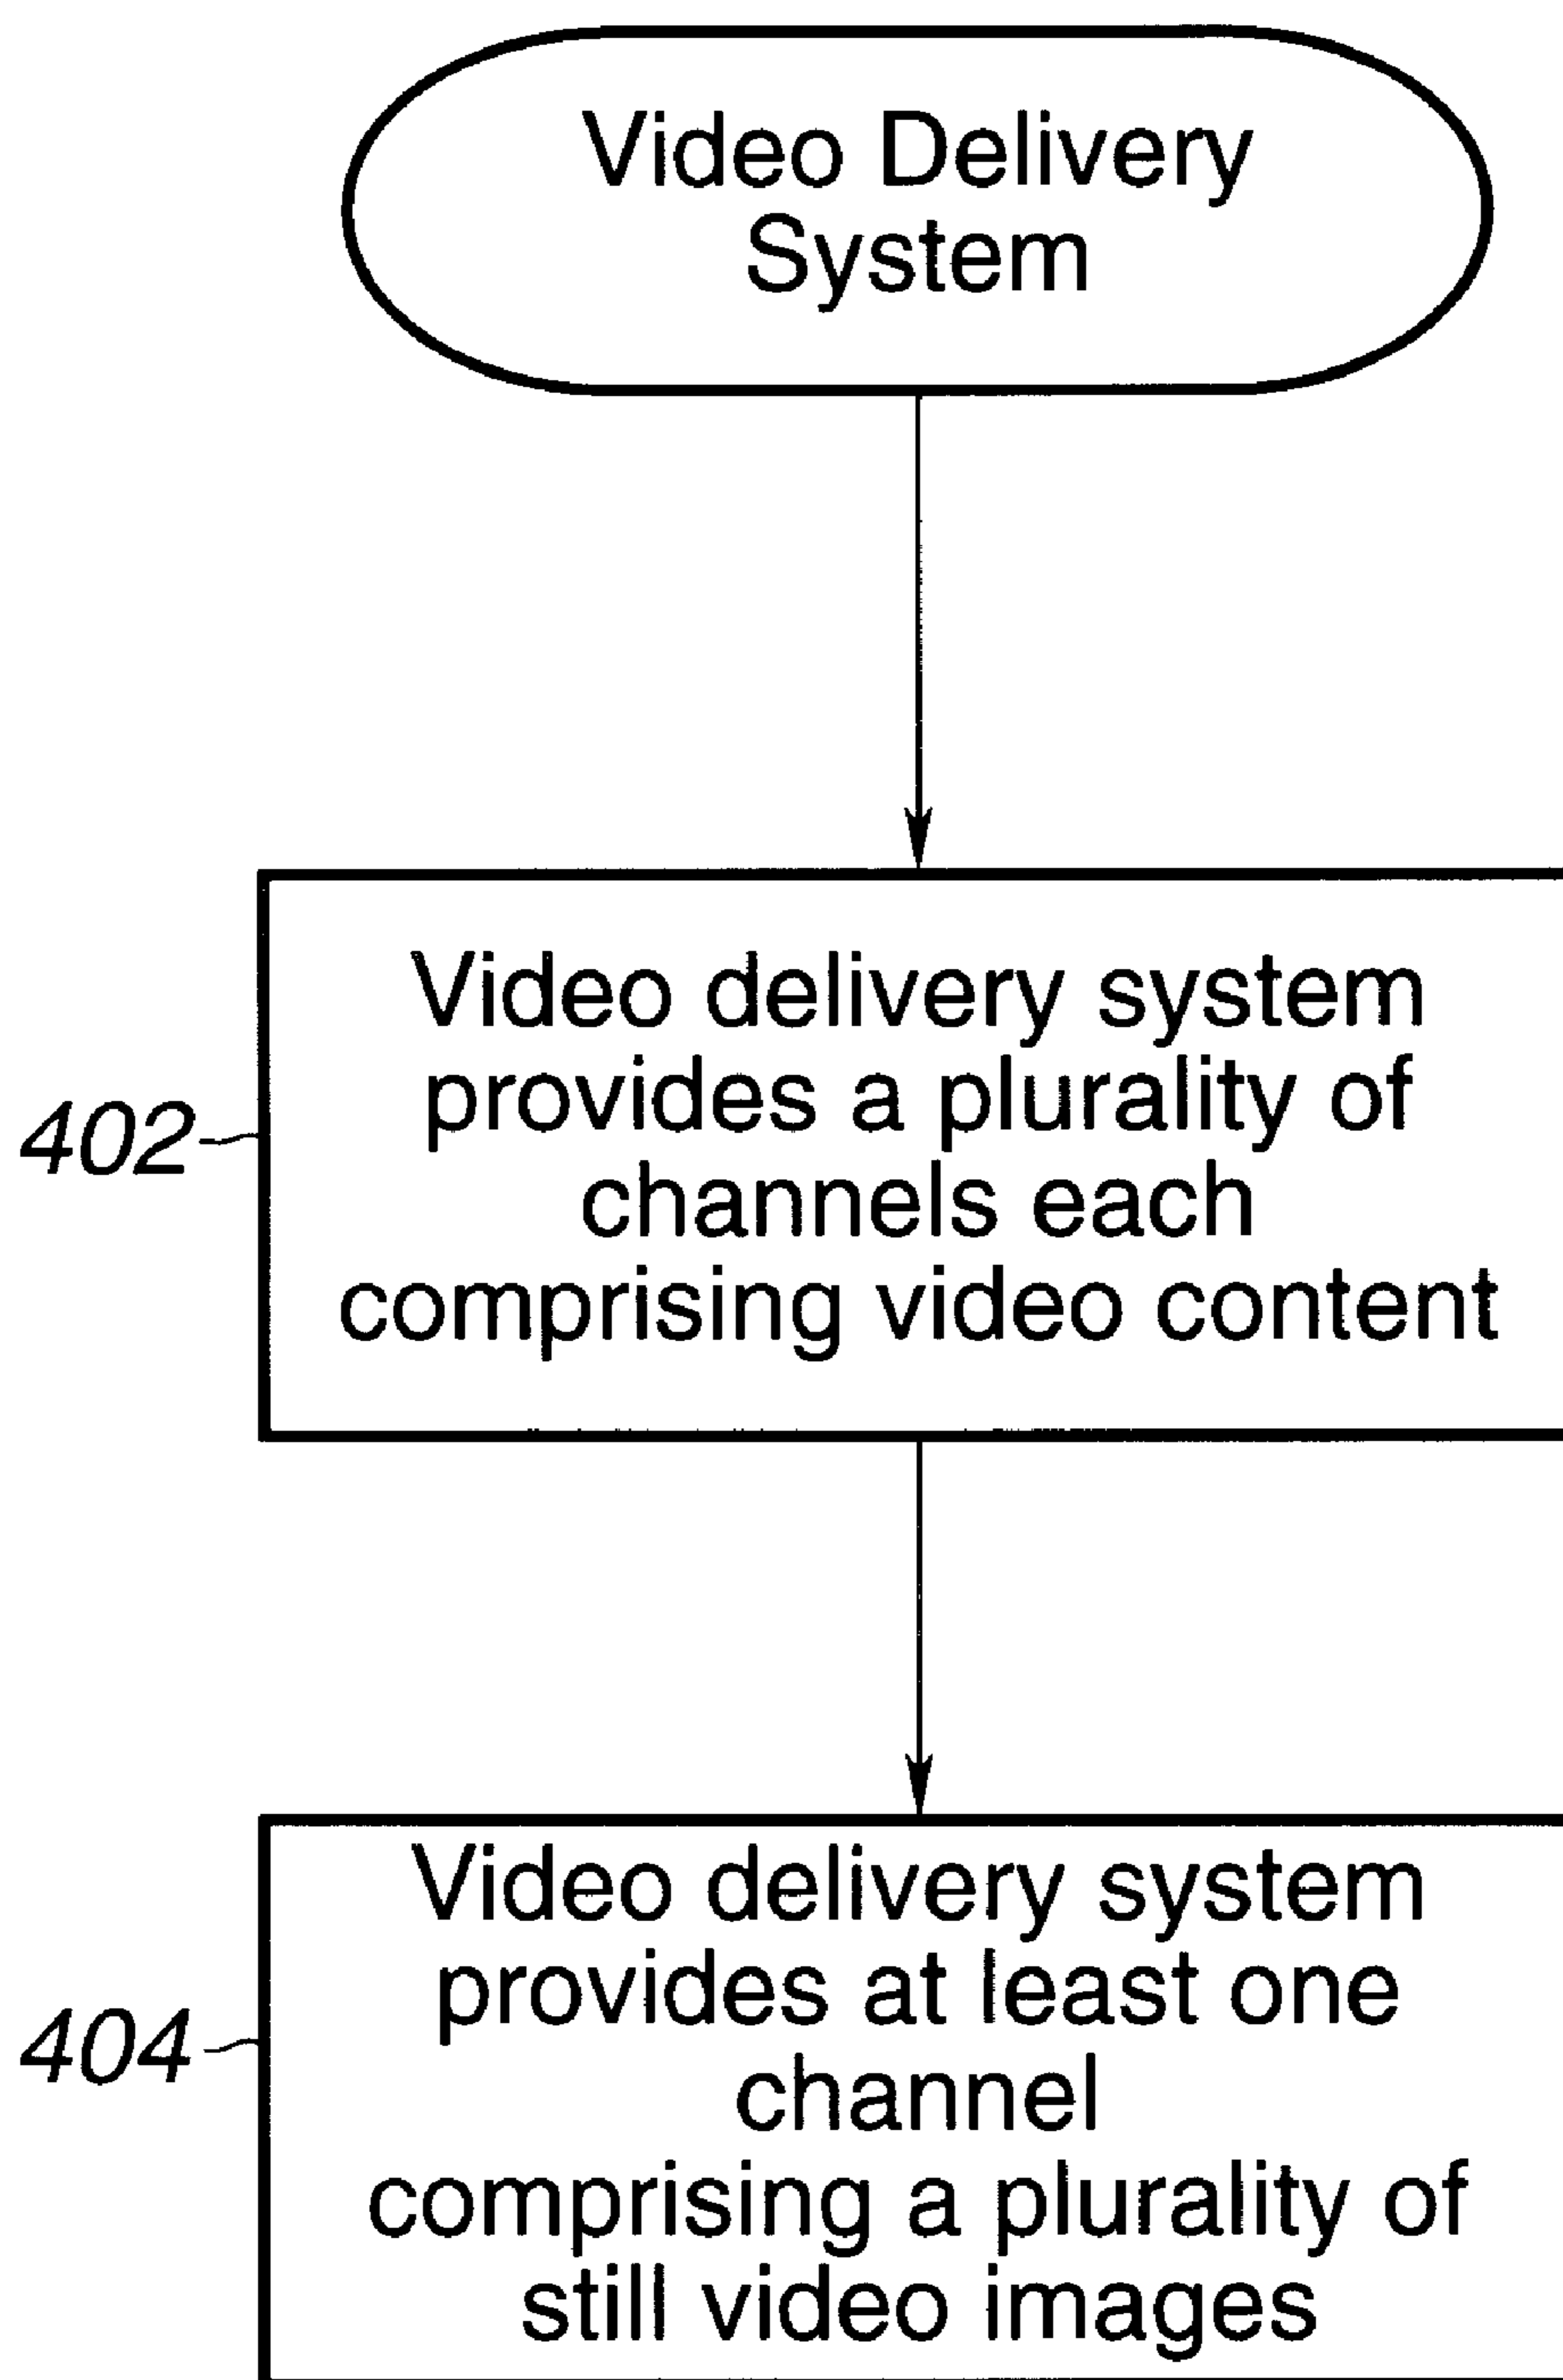 Video Delivery
System
Video delivery system
provides a plurality of
channels each
comprising video content
402
Video delivery system
provides at least one
channel
comprising a plurality of
still video images
404